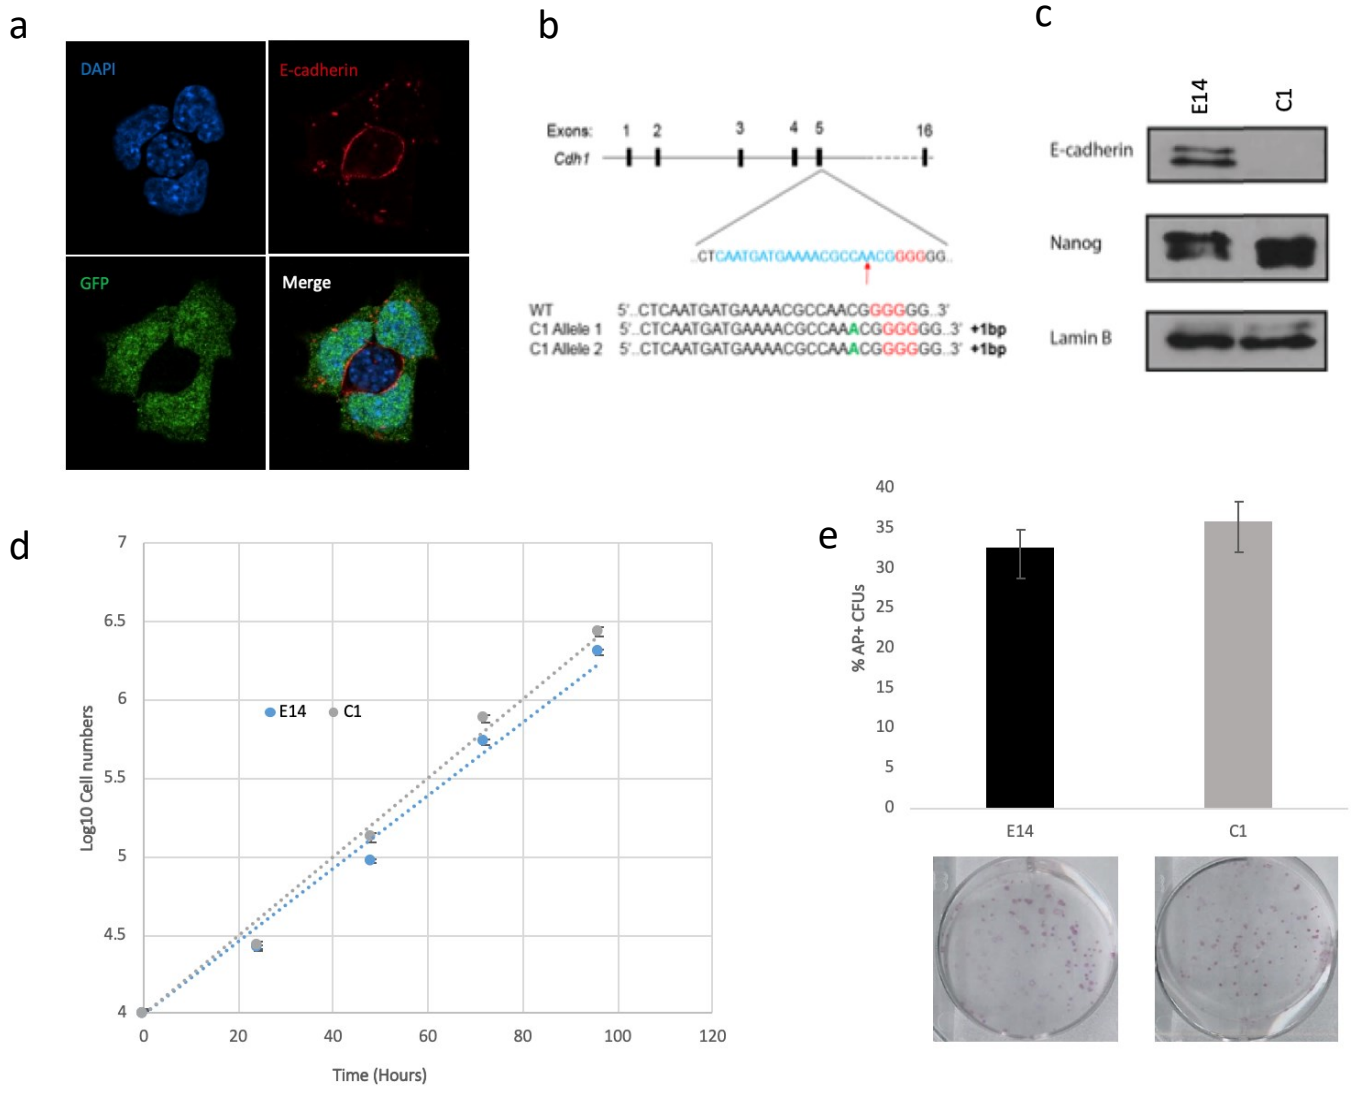 a
DAPI
E-cadherin
GFP
Merge
b
Exons: 1 2 3 4 5 16
Cdh1
..CTCAATGATGAAAACGCCAACGGGGGG..
WT 5'..CTCAATGATGAAAACGCCAACGGGGGG..3'
C1 Allele 1 5'..CTCAATGATGAAAACGCCAAACGGGGGG..3' +1bp
C1 Allele 2 5'..CTCAATGATGAAAACGCCAAACGGGGGG..3' +1bp
c
E14 C1
E-cadherin
Nanog
Lamin B
d
7
6.5
6
5.5
5
4.5
4
Log10 Cell numbers
E14 C1
0 20 40 60 80 100 120
Time (Hours)
e
40
35
30
25
20
15
10
5
0
% AP+ CFUs
E14 C1